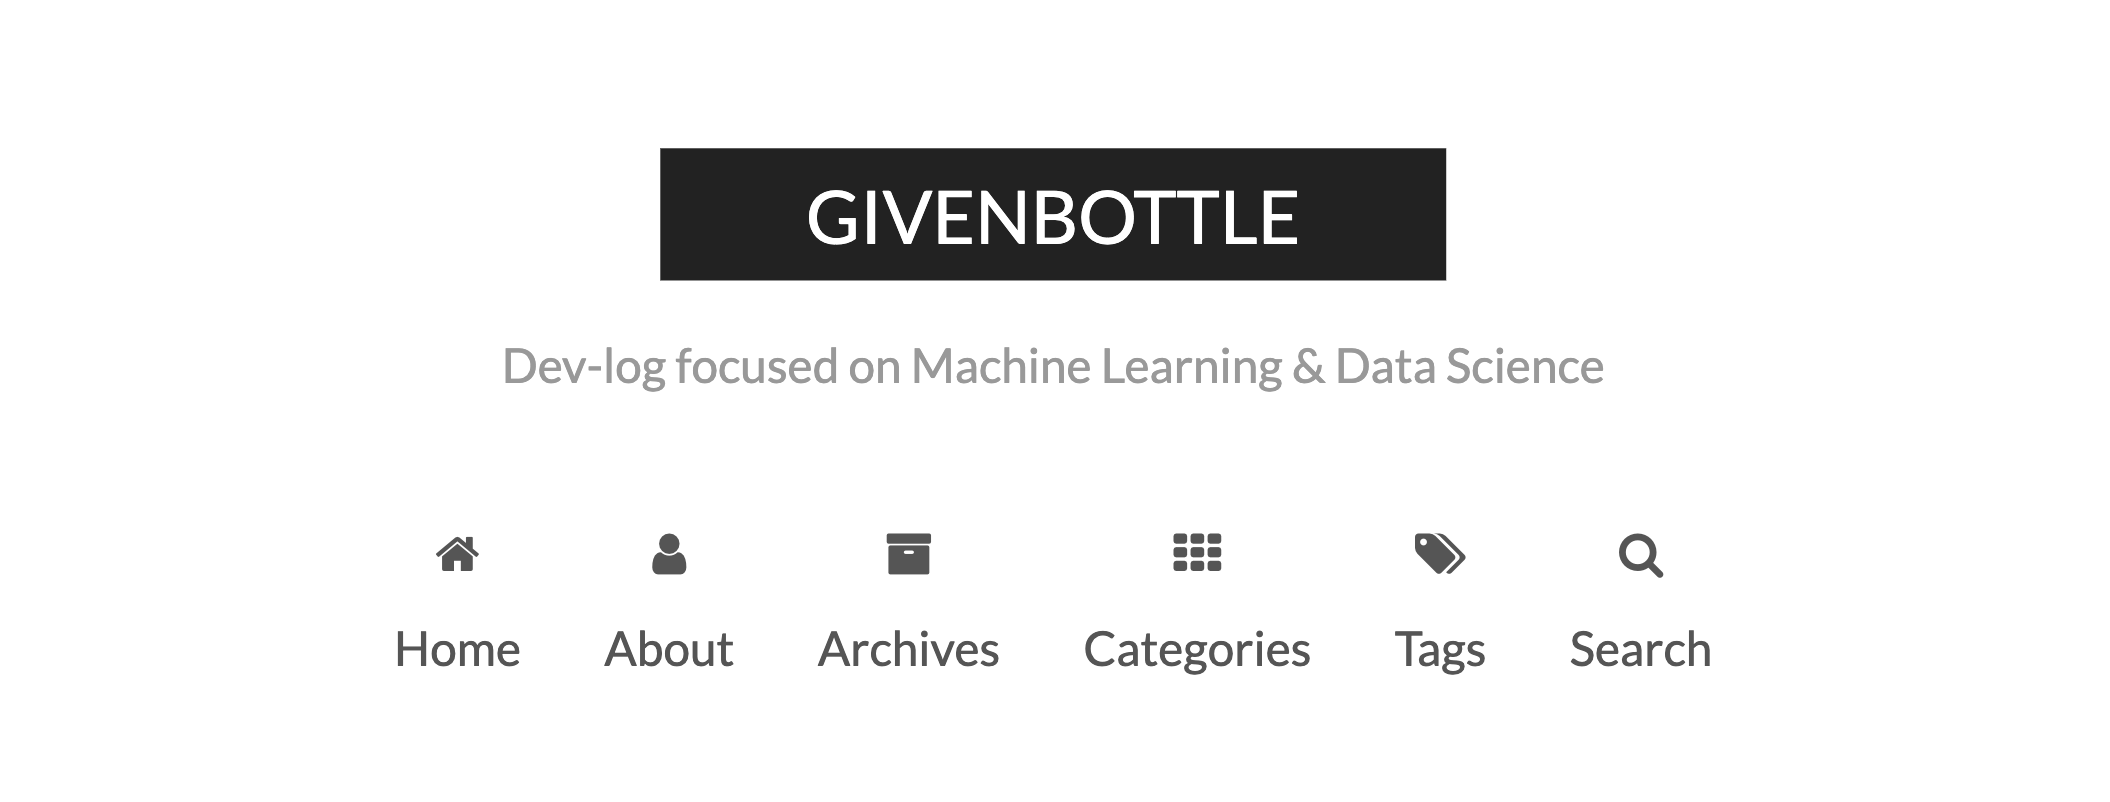 GIVENBOTTLE
Dev-log focused on Machine Learning & Data Science
Home About Archives Categories Tags Search